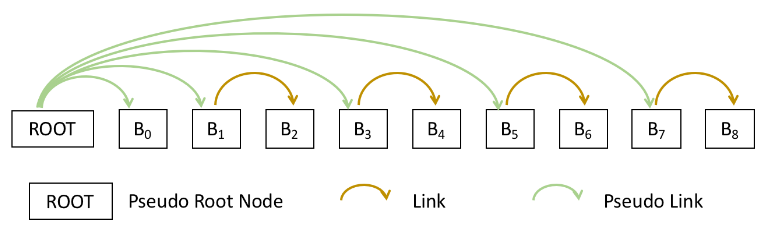 ROOT B₀ B₁ B₂ B₃ B₄ B₅ B₆ B₇ B₈
ROOT Pseudo Root Node Link Pseudo Link